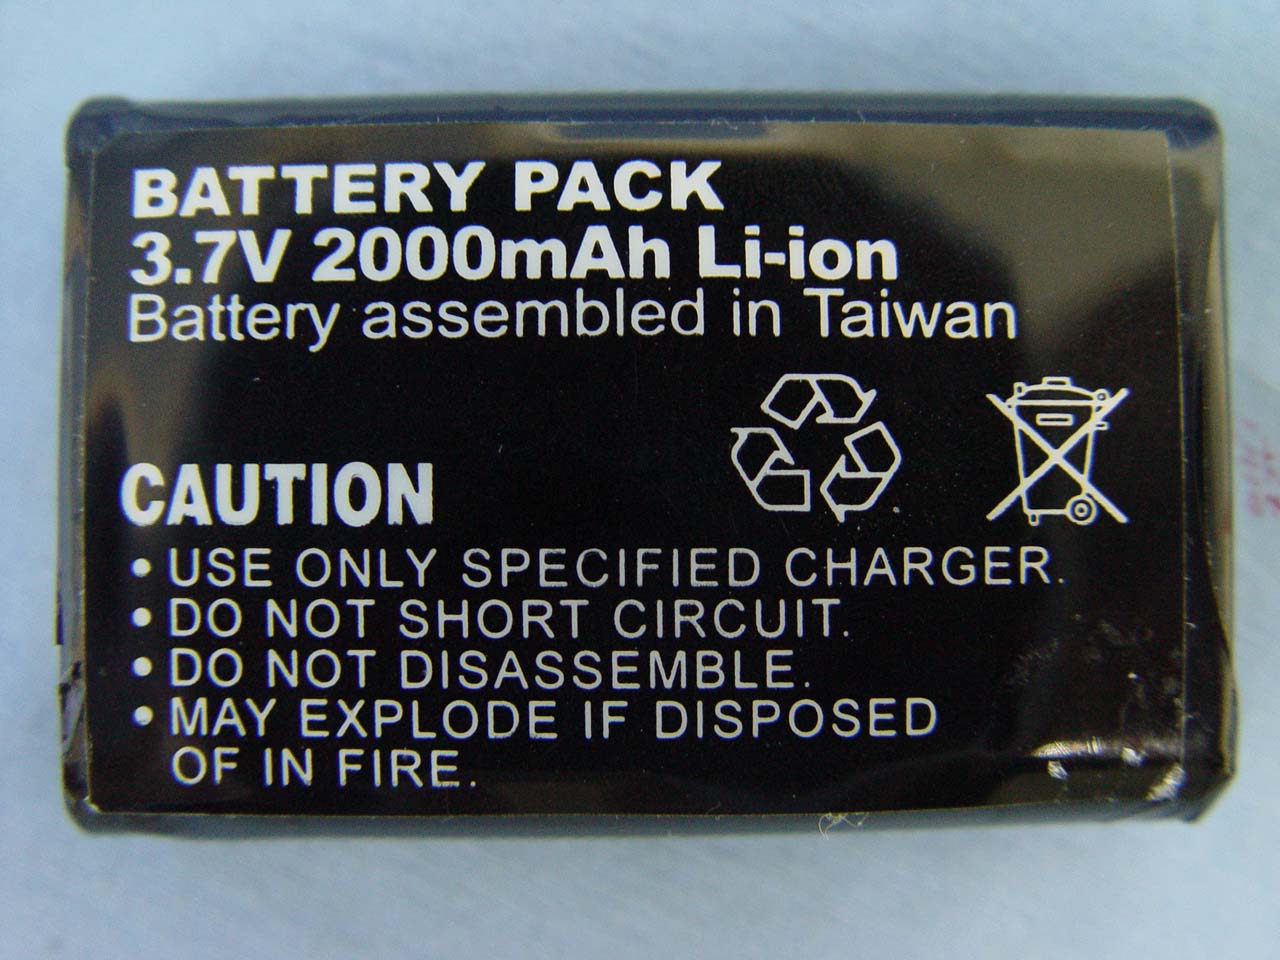 BATTERY PACK
3.7V 2000mAh Li-ion
Battery assembled in Taiwan
CAUTION
• USE ONLY SPECIFIED CHARGER.
• DO NOT SHORT CIRCUIT.
• DO NOT DISASSEMBLE.
• MAY EXPLODE IF DISPOSED
OF IN FIRE.